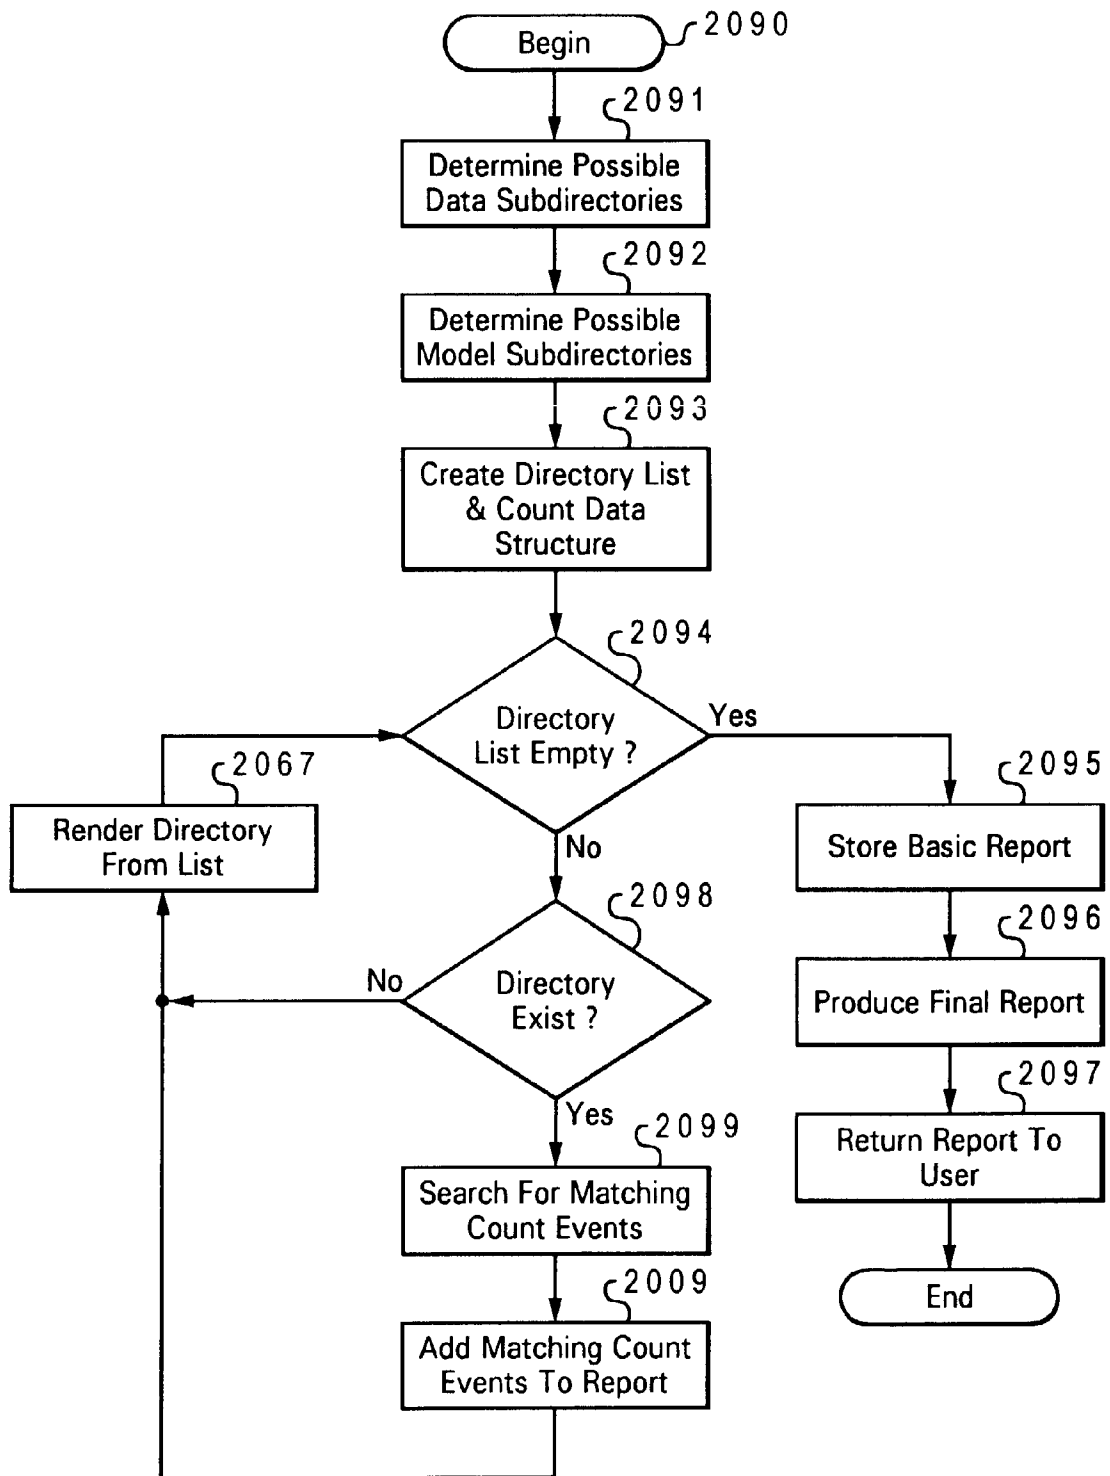 Begin
2090
2091
Determine Possible
Data Subdirectories
2092
Determine Possible
Model Subdirectories
2093
Create Directory List
& Count Data
Structure
2094
Directory
List Empty ?
Yes
No
2067
Render Directory
From List
2095
Store Basic Report
2098
Directory
Exist ?
No
Yes
2096
Produce Final Report
2097
Return Report To
User
End
2099
Search For Matching
Count Events
2009
Add Matching Count
Events To Report